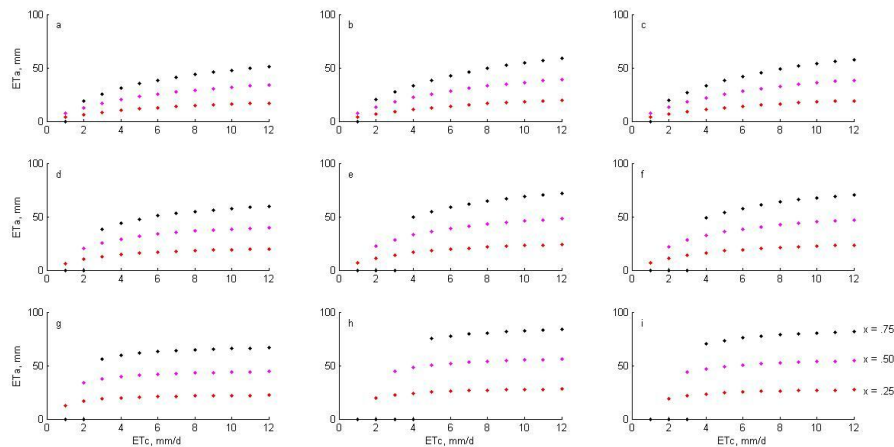 a b c
100 100 100
ETa, mm 50 50 50
0 0 0
0 2 4 6 8 10 12 0 2 4 6 8 10 12 0 2 4 6 8 10 12
d e f
100 100 100
ETa, mm 50 50 50
0 0 0
0 2 4 6 8 10 12 0 2 4 6 8 10 12 0 2 4 6 8 10 12
g h i
100 100 100
x = .75
ETa, mm 50 50 50 x = .50
x = .25
0 0 0
0 2 4 6 8 10 12 0 2 4 6 8 10 12 0 2 4 6 8 10 12
ETc, mm/d ETc, mm/d ETc, mm/d